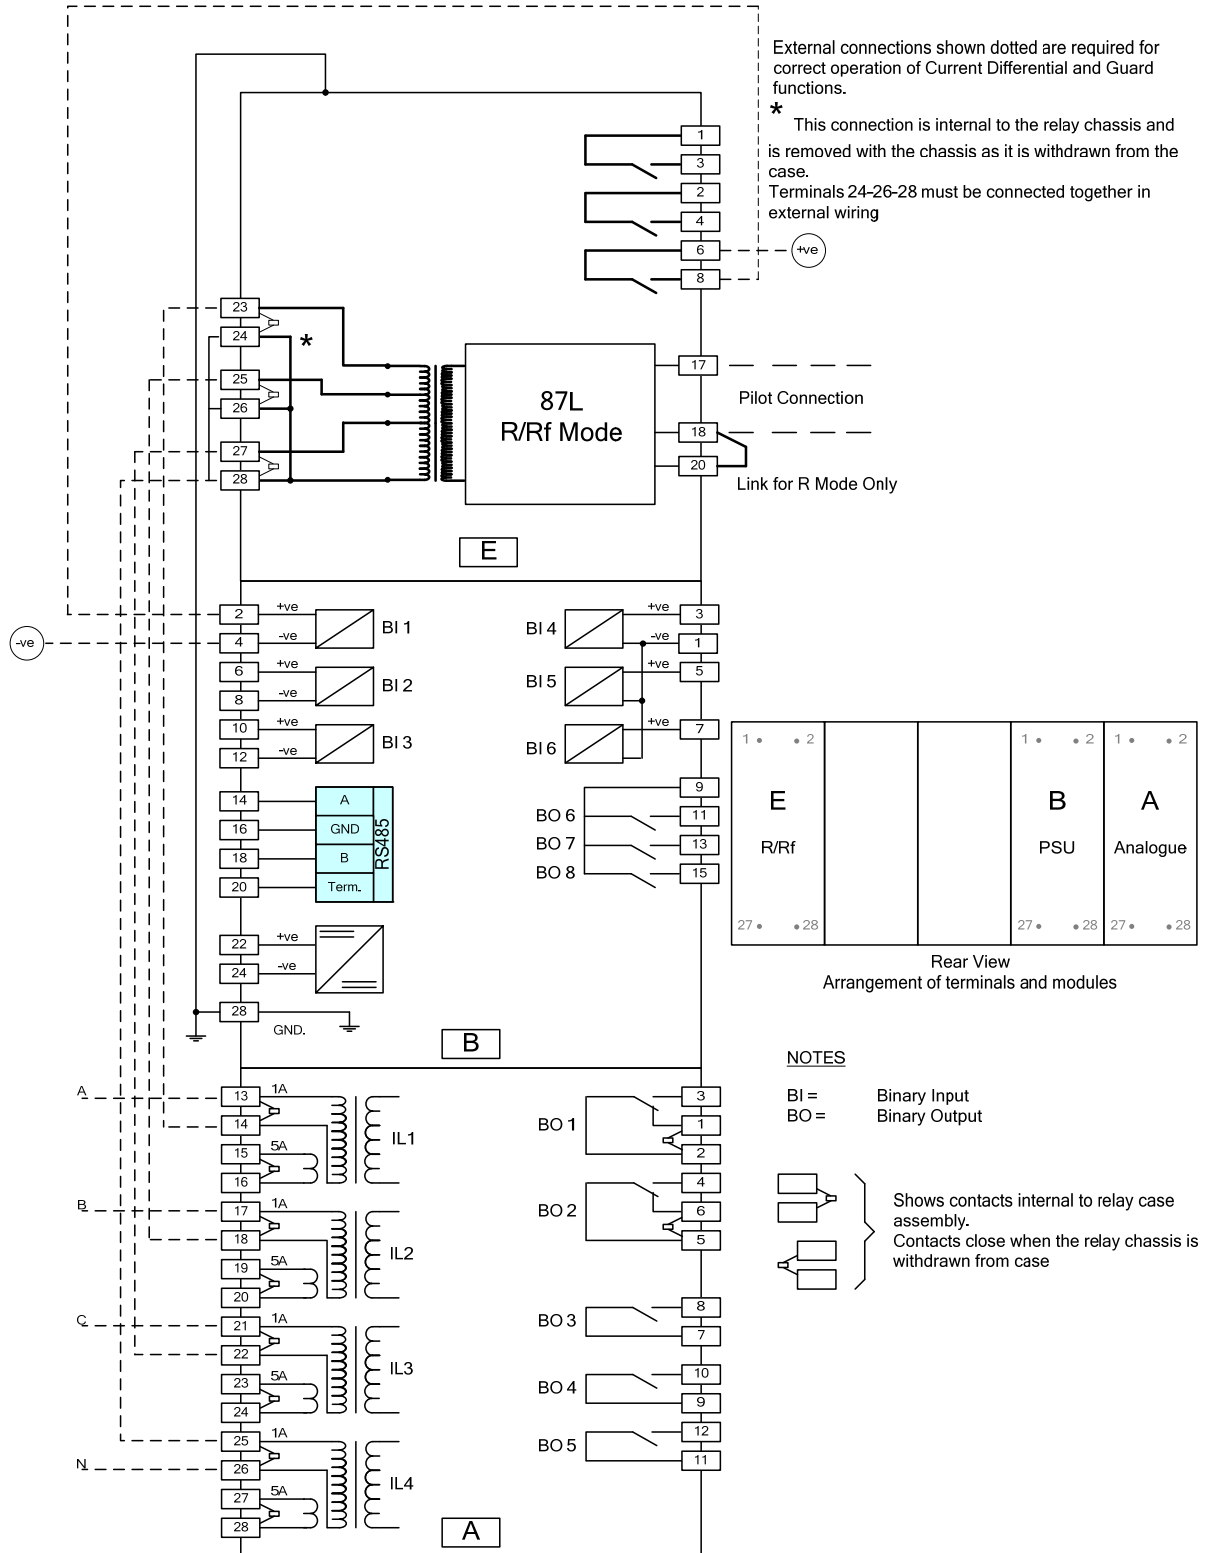 External connections shown dotted are required for
correct operation of Current Differential and Guard
functions.
* This connection is internal to the relay chassis and
is removed with the chassis as it is withdrawn from the
case.
Terminals 24-26-28 must be connected together in
external wiring
1
3
2
4
6
+ve
8
23
24
*
25
26
27
28
87L
R/Rf Mode
17
Pilot Connection
18
20
Link for R Mode Only
E
2
+ve
BI 1
4
-ve
-ve
6
+ve
BI 2
8
-ve
10
+ve
BI 3
12
-ve
BI 4
+ve
3
-ve
1
BI 5
+ve
5
BI 6
+ve
7
14
A
16
GND
18
B
20
Term.
RS485
9
BO 6
11
BO 7
13
BO 8
15
22
+ve
24
-ve
28
GND.
B
1
2
E
R/Rf
27
28
1
2
B
PSU
27
28
1
2
A
Analogue
27
28
Rear View
Arrangement of terminals and modules
NOTES
BI = Binary Input
BO = Binary Output
Shows contacts internal to relay case
assembly.
Contacts close when the relay chassis is
withdrawn from case
A
13
1A
14
IL1
15
5A
16
B
17
1A
18
IL2
19
5A
20
C
21
1A
22
IL3
23
5A
24
25
1A
N
26
IL4
27
5A
28
BO 1
3
1
2
BO 2
4
6
5
BO 3
8
7
BO 4
10
9
BO 5
12
11
A